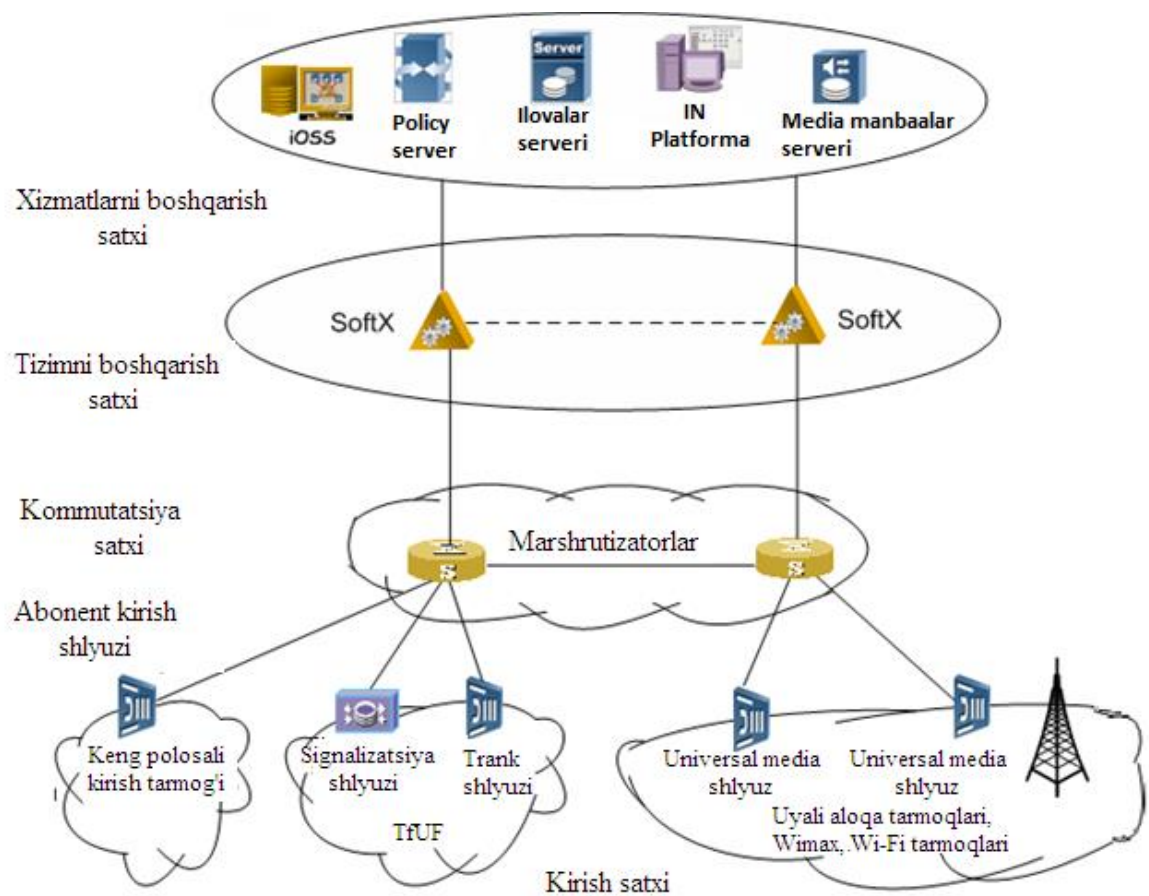 iOSS
Policy
server
Server
Ilovalar
serveri
IN
Platforma
Media manbaalar
serveri
Xizmatlarni boshqarish
satxi
SoftX
SoftX
Tizimni boshqarish
satxi
Kommutatsiya
satxi
Marshrutizatorlar
S
S
Abonent kirish
shlyuzi
Keng polosali
kirish tarmog'i
Signalizatsiya
shlyuzi
Trank
shlyuzi
TfUF
Universal media
shlyuz
Universal media
shlyuz
Uyali aloqa tarmoqlari,
Wimax, .Wi-Fi tarmoqlari
Kirish satxi